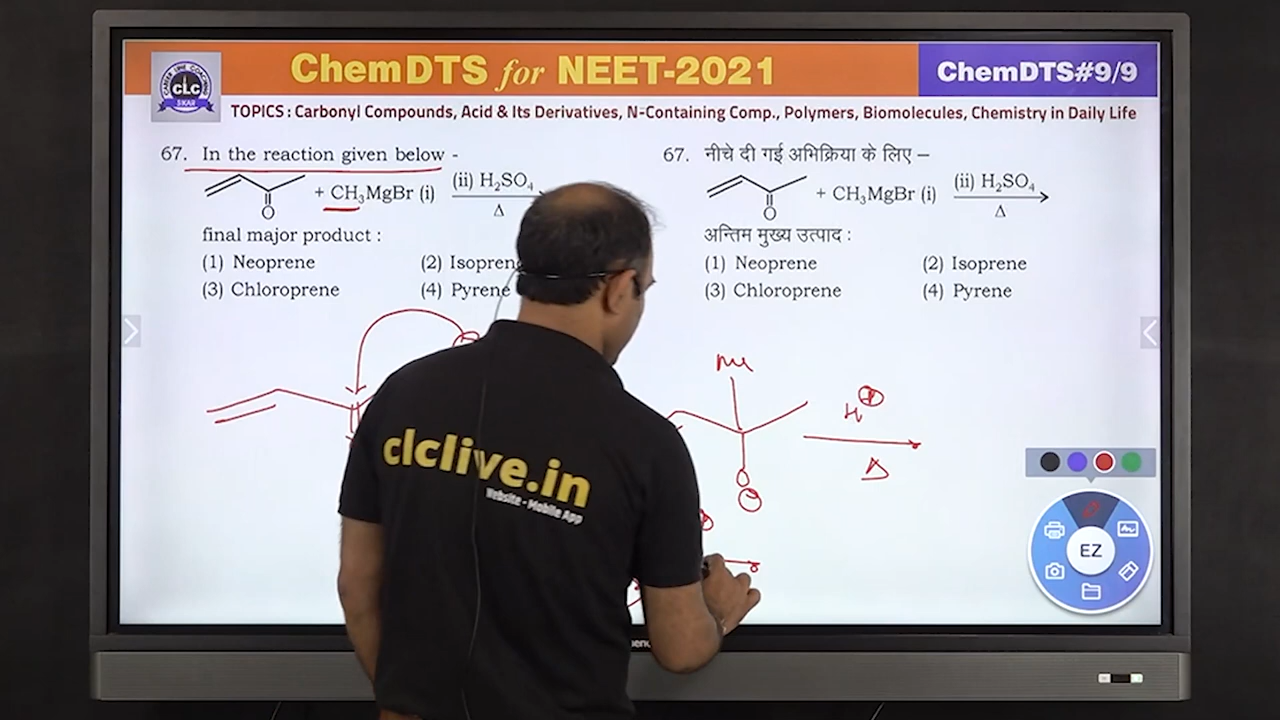 ChemDTS for NEET-2021
ChemDTS#9/9
CLC
SIKAR
TOPICS : Carbonyl Compounds, Acid & Its Derivatives, N-Containing Comp., Polymers, Biomolecules, Chemistry in Daily Life
67. In the reaction given below -
O + CH₃MgBr (i) (ii) H₂SO₄ Δ
final major product :
(1) Neoprene (2) Isopren
(3) Chloroprene (4) Pyrene
67. नीचे दी गई अभिक्रिया के लिए –
O + CH₃MgBr (i) (ii) H₂SO₄ Δ
अन्तिम मुख्य उत्पाद :
(1) Neoprene (2) Isoprene
(3) Chloroprene (4) Pyrene
Me
H⊕
O
⊖
Δ
clclive.in
Website - Mobile App
EZ